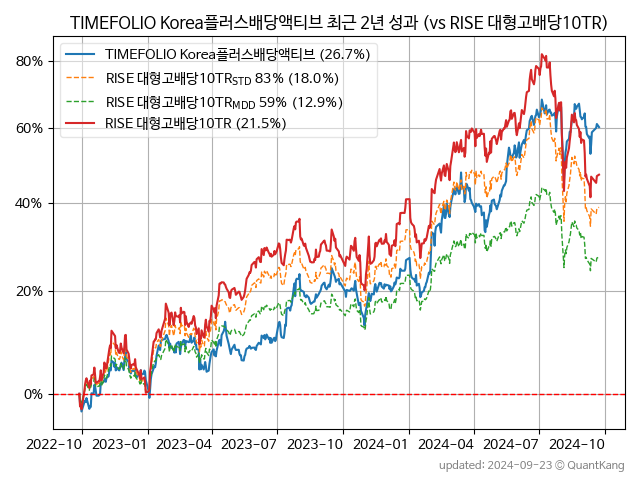 TIMEFOLIO Korea플러스배당액티브 최근 2년 성과 (vs RISE 대형고배당10TR)
TIMEFOLIO Korea플러스배당액티브 (26.7%)
RISE 대형고배당10TR_STD 83% (18.0%)
RISE 대형고배당10TR_MDD 59% (12.9%)
RISE 대형고배당10TR (21.5%)
80%
60%
40%
20%
0%
2022-10 2023-01 2023-04 2023-07 2023-10 2024-01 2024-04 2024-07 2024-10
updated: 2024-09-23 © QuantKang